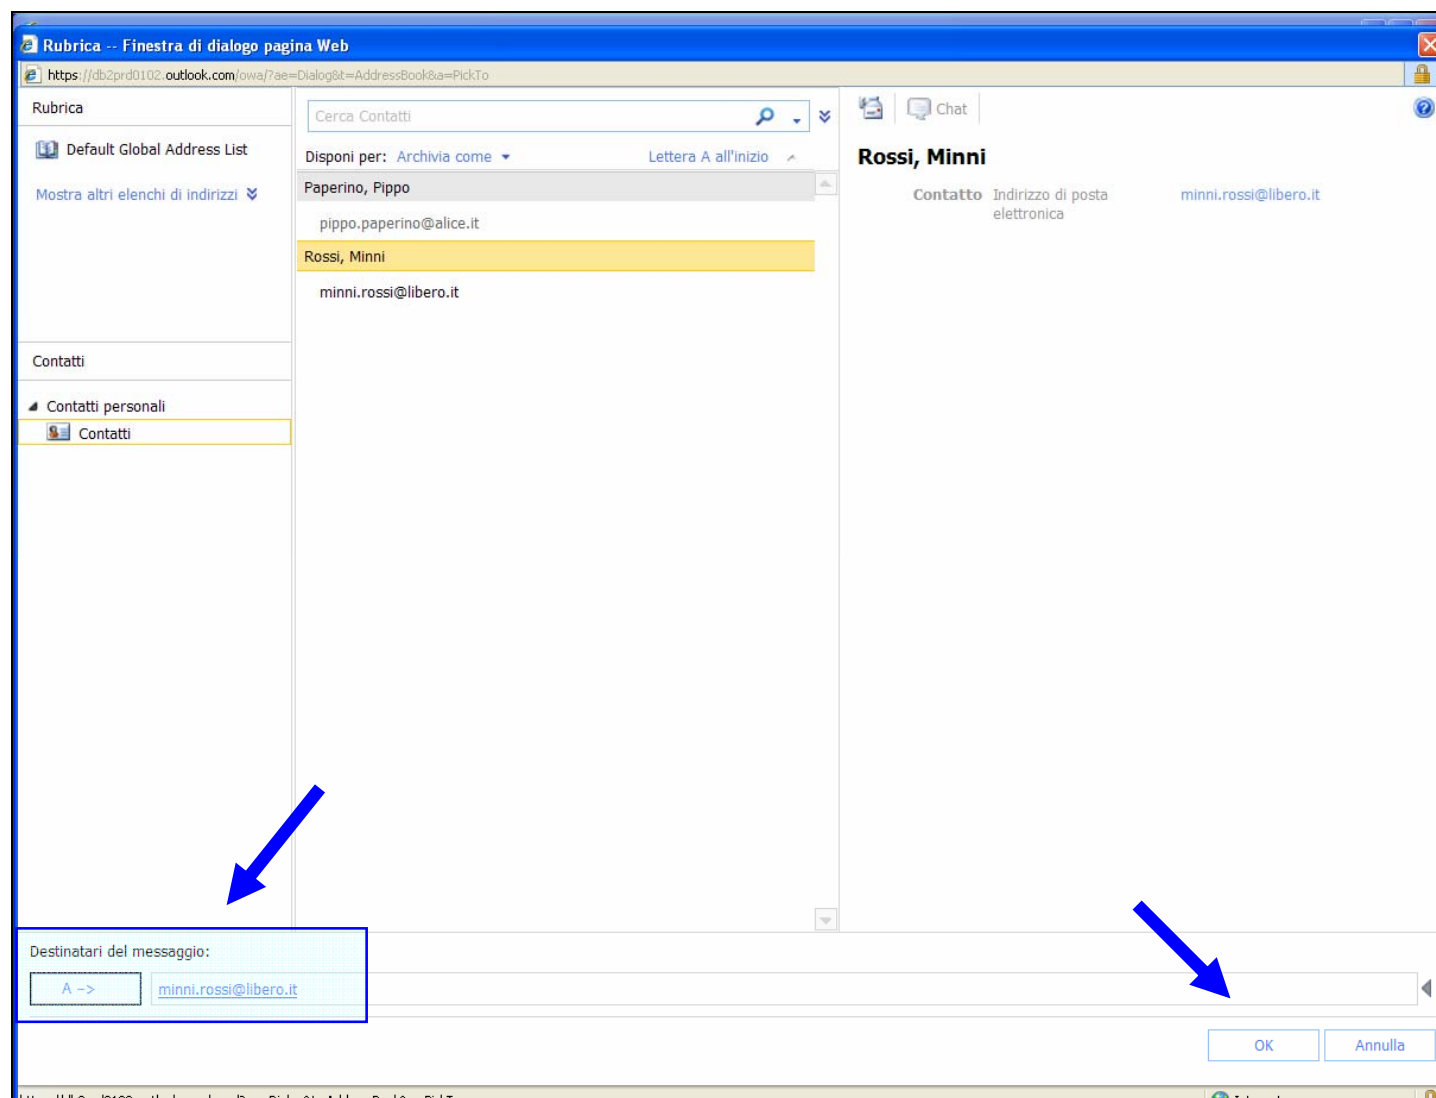 Rubrica -- Finestra di dialogo pagina Web
https://db2prd0102.outlook.com/owa/?ae=Dialog&t=AddressBook&a=PickTo
Rubrica
Default Global Address List
Mostra altri elenchi di indirizzi
Contatti
Contatti personali
Contatti
Cerca Contatti
Disponi per: Archivia come Lettera A all'inizio
Paperino, Pippo
pippo.paperino@alice.it
Rossi, Minni
minni.rossi@libero.it
Chat
Rossi, Minni
Contatto Indirizzo di posta elettronica minni.rossi@libero.it
Destinatari del messaggio:
A -> minni.rossi@libero.it
OK Annulla